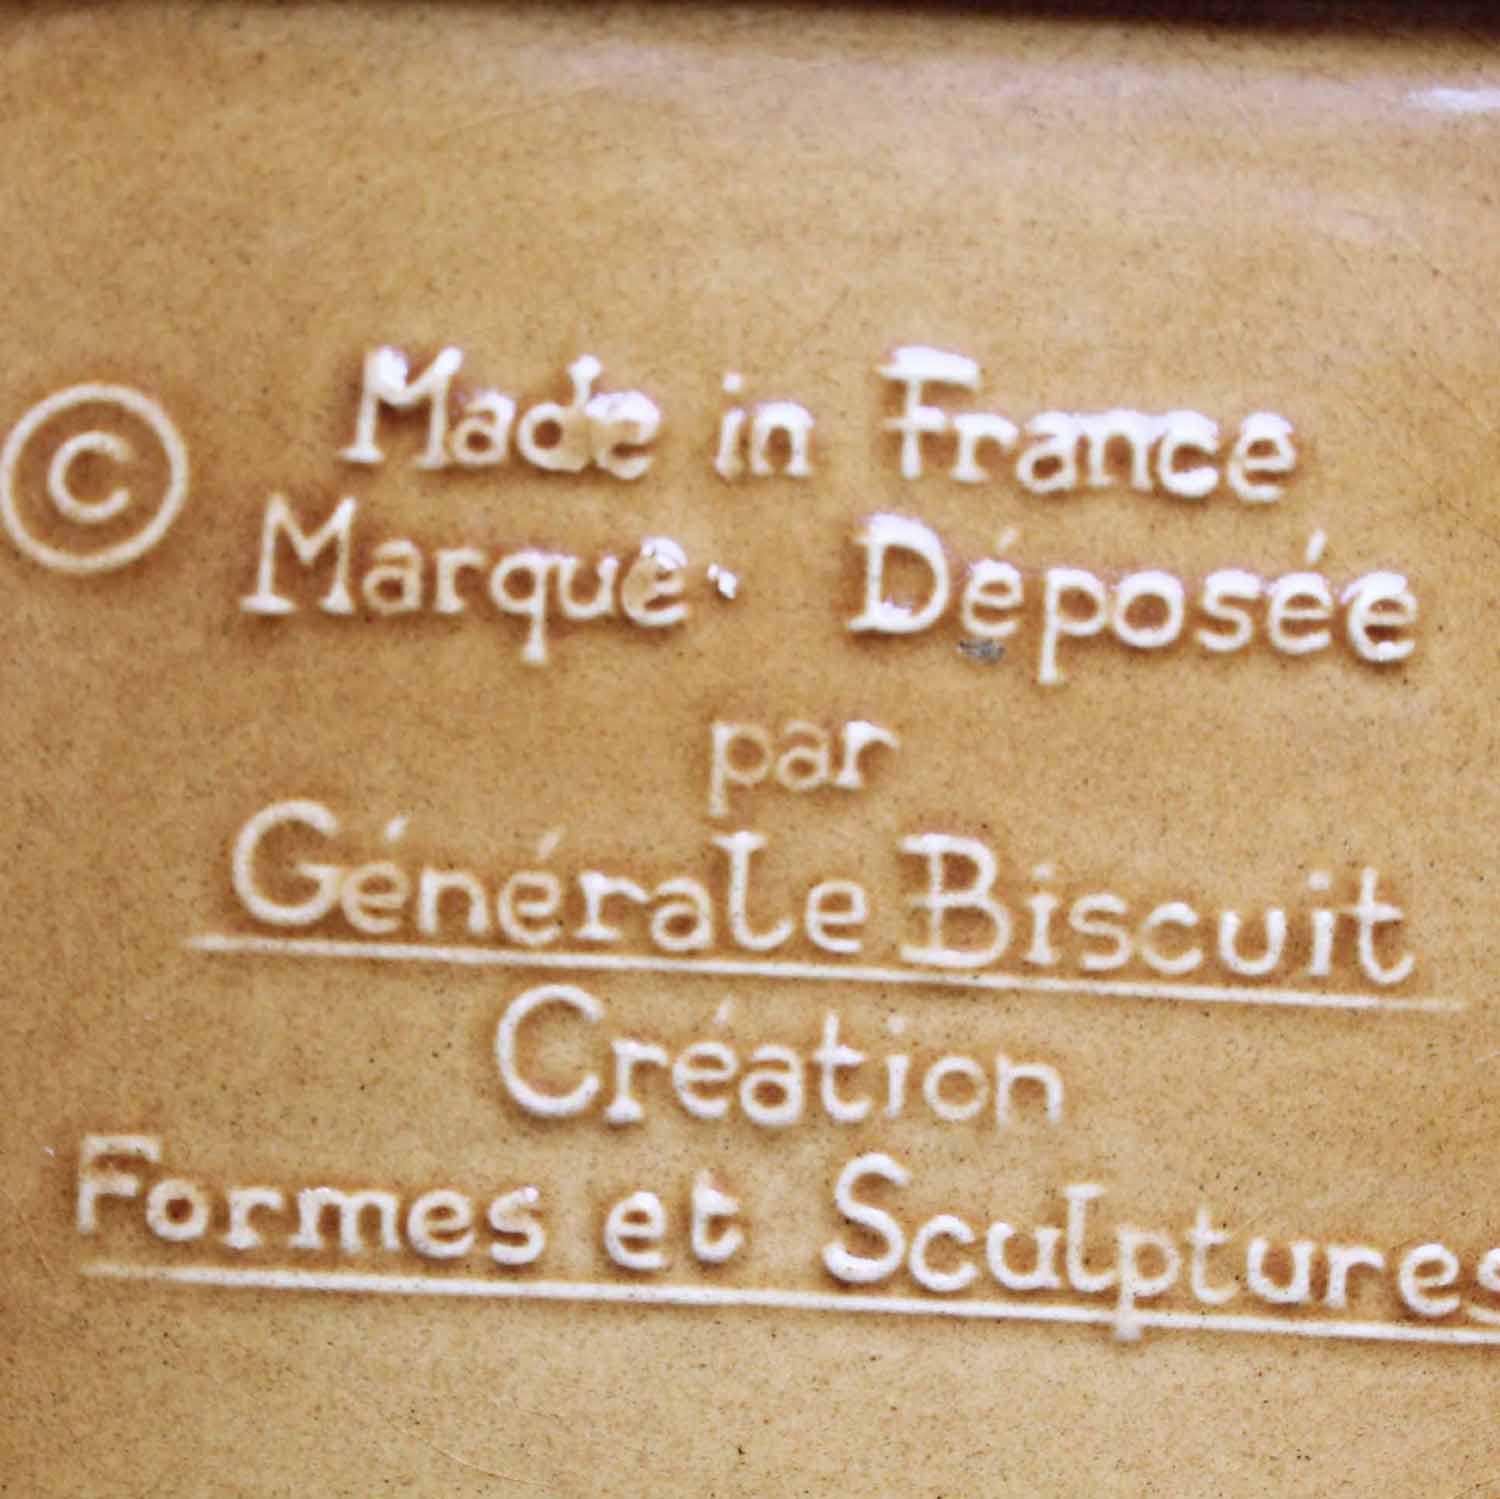 © Made in France
Marque Déposée
par
Générale Biscuit
Création
Formes et Sculptures